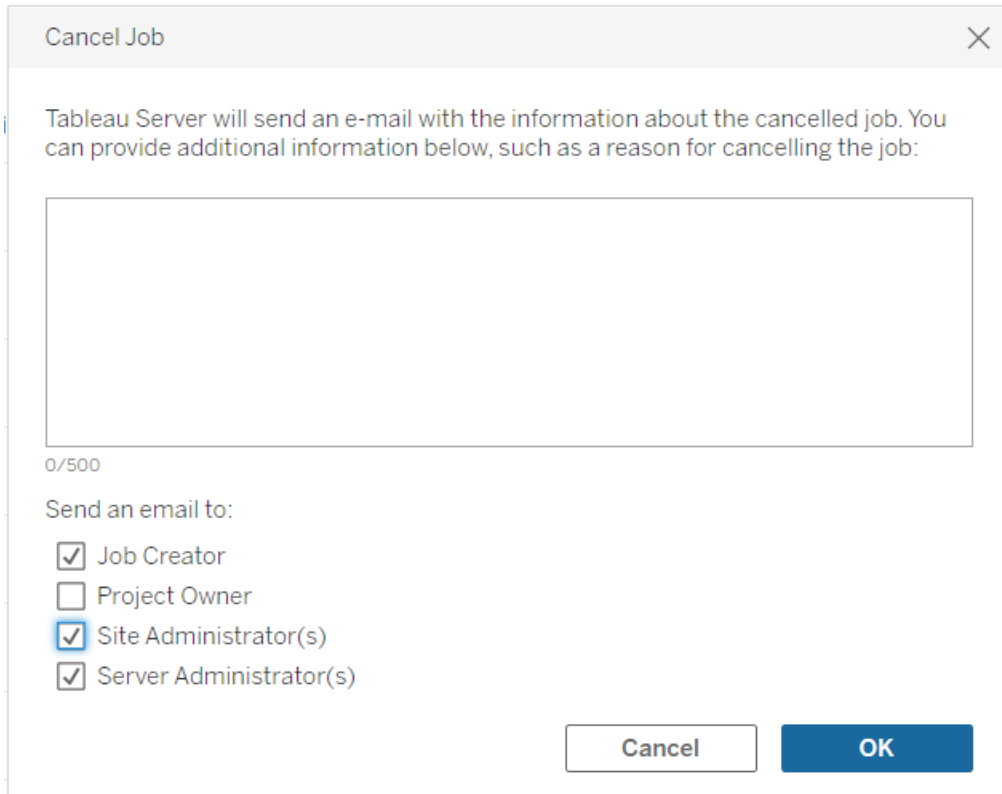 Cancel Job
Tableau Server will send an e-mail with the information about the cancelled job. You
can provide additional information below, such as a reason for cancelling the job:
0/500
Send an email to:
Job Creator
Project Owner
Site Administrator(s)
Server Administrator(s)
Cancel
OK